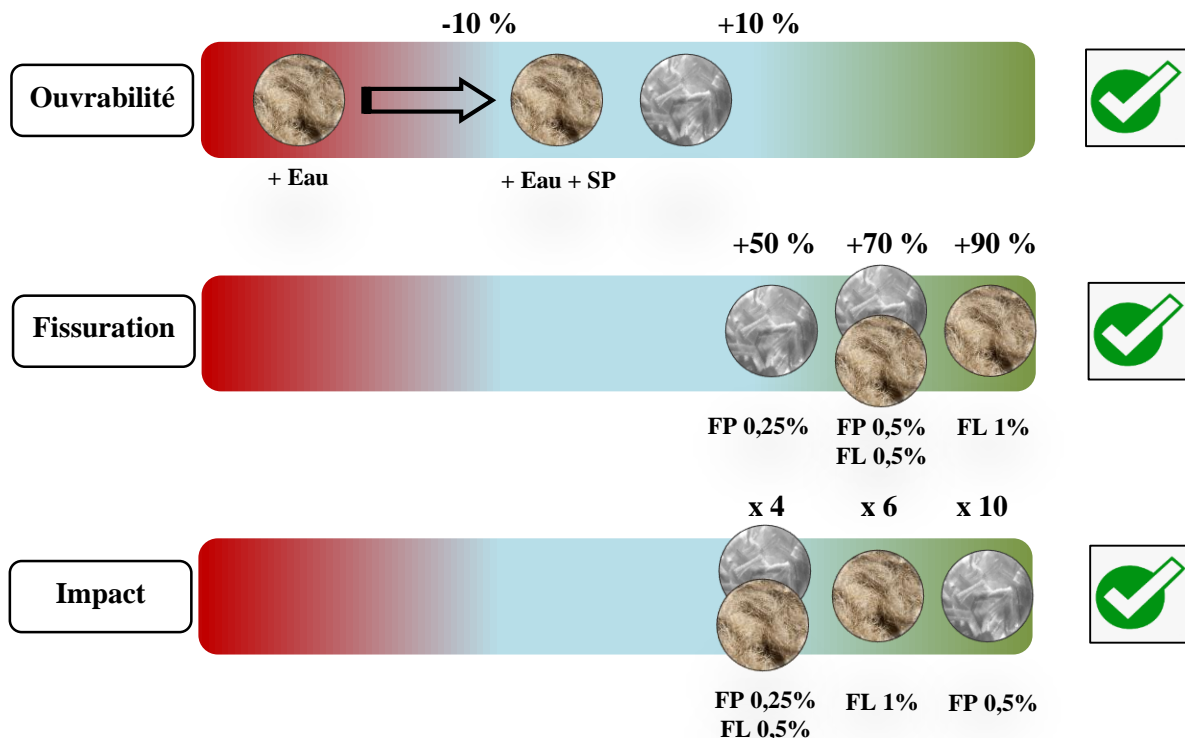 -10 % +10 %
Ouvrabilité
+ Eau + Eau + SP
+50 % +70 % +90 %
Fissuration
FP 0,25% FP 0,5% FL 1%
FL 0,5%
x 4 x 6 x 10
Impact
FP 0,25% FL 1% FP 0,5%
FL 0,5%